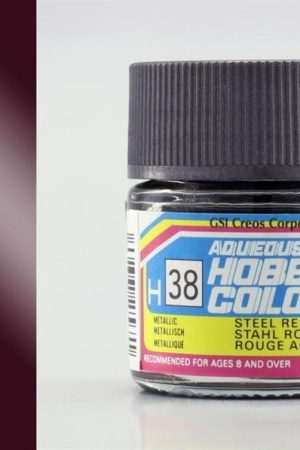 GSI Creos Corpo
AQUEOUS
HOBB
COLO
H 38
METALLIC
METALLISCH
METALLIQUE
STEEL RE
STAHL RO
ROUGE A
RECOMMENDED FOR AGES 8 AND OVER